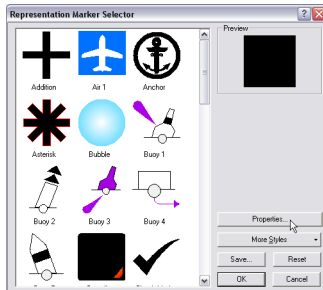 Representation Marker Selector
Preview
Addition
Air 1
Anchor
Asterisk
Bubble
Buoy 1
Buoy 2
Buoy 3
Buoy 4
Properties...
More Styles
Save...
Reset
OK
Cancel